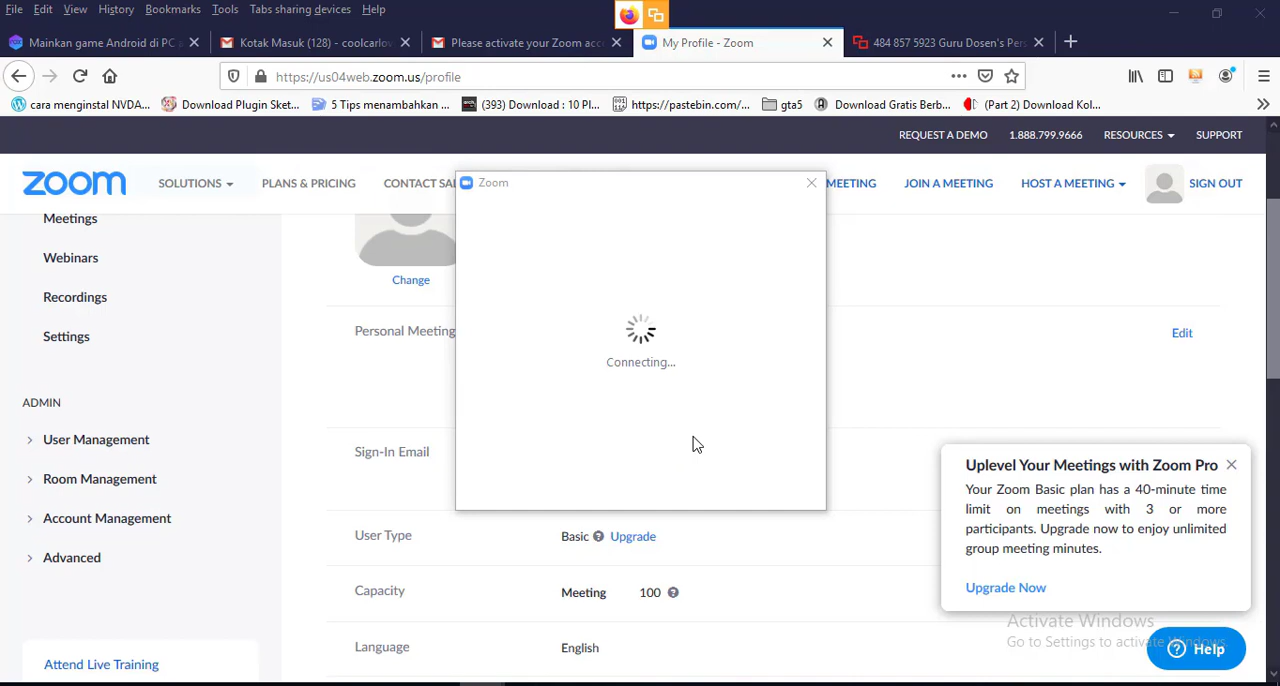 File Edit View History Bookmarks Tools Tabs sharing devices Help
Mainkan game Android di PC
Kotak Masuk (128) - coolcarlov
Please activate your Zoom acc
My Profile - Zoom
484 857 5923 Guru Dosen's Pers
https://us04web.zoom.us/profile
cara menginstal NVDA...
Download Plugin Sket...
5 Tips menambahkan ...
(393) Download : 10 Pl...
https://pastebin.com/...
gta5
Download Gratis Berb...
(Part 2) Download Kol...
REQUEST A DEMO 1.888.799.9666 RESOURCES SUPPORT
zoom SOLUTIONS PLANS & PRICING CONTACT SAL MEETING JOIN A MEETING HOST A MEETING SIGN OUT
Zoom
Connecting...
Meetings
Webinars
Recordings
Settings
ADMIN
User Management
Room Management
Account Management
Advanced
Attend Live Training
Change
Personal Meeting
Edit
Sign-In Email
User Type Basic Upgrade
Capacity Meeting 100
Language English
Uplevel Your Meetings with Zoom Pro
Your Zoom Basic plan has a 40-minute time
limit on meetings with 3 or more
participants. Upgrade now to enjoy unlimited
group meeting minutes.
Upgrade Now
Activate Windows
Go to Settings to activate Windows.
Help